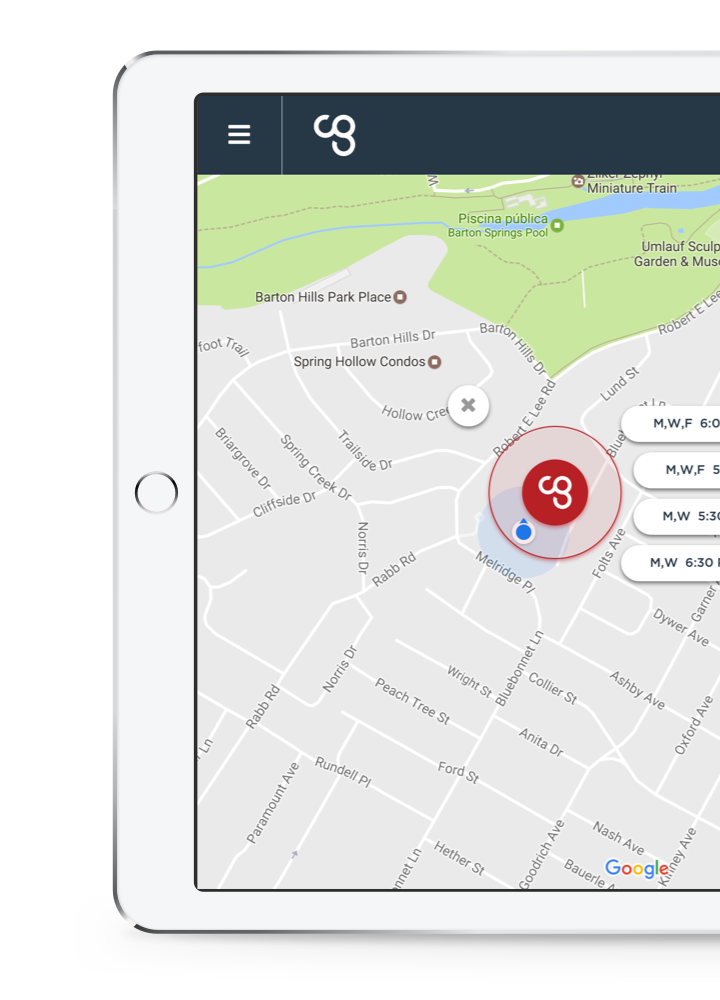 Miniature Train
Piscina pública
Barton Springs Pool
Umlauf Sculp
Garden & Muse
Barton Hills Park Place
Robert E Lee
foot Trail
Barton Hills Dr
Barton Hills Dr
Spring Hollow Condos
Lund St
Hollow Cree
Robert E Lee Rd
M,W,F 6:0
Briargrove Dr
Spring Creek Dr
Trailside Dr
M,W,F 5
Cliffside Dr
M,W 5:30
Norris Dr
Rabb Rd
Melridge Pl
Folts Ave
M,W 6:30
Garner
Dywer Ave
Norris Dr
Bluebonnet Ln
Wright St
Collier St
Ashby Ave
Rabb Rd
Peach Tree St
Oxford Ave
r Ln
Anita Dr
Rundell Pl
Ford St
Paramount Ave
Nash Ave
Goodrich Ave
Kinney Ave
Hether St
nnet Ln
Bauerle A
Google